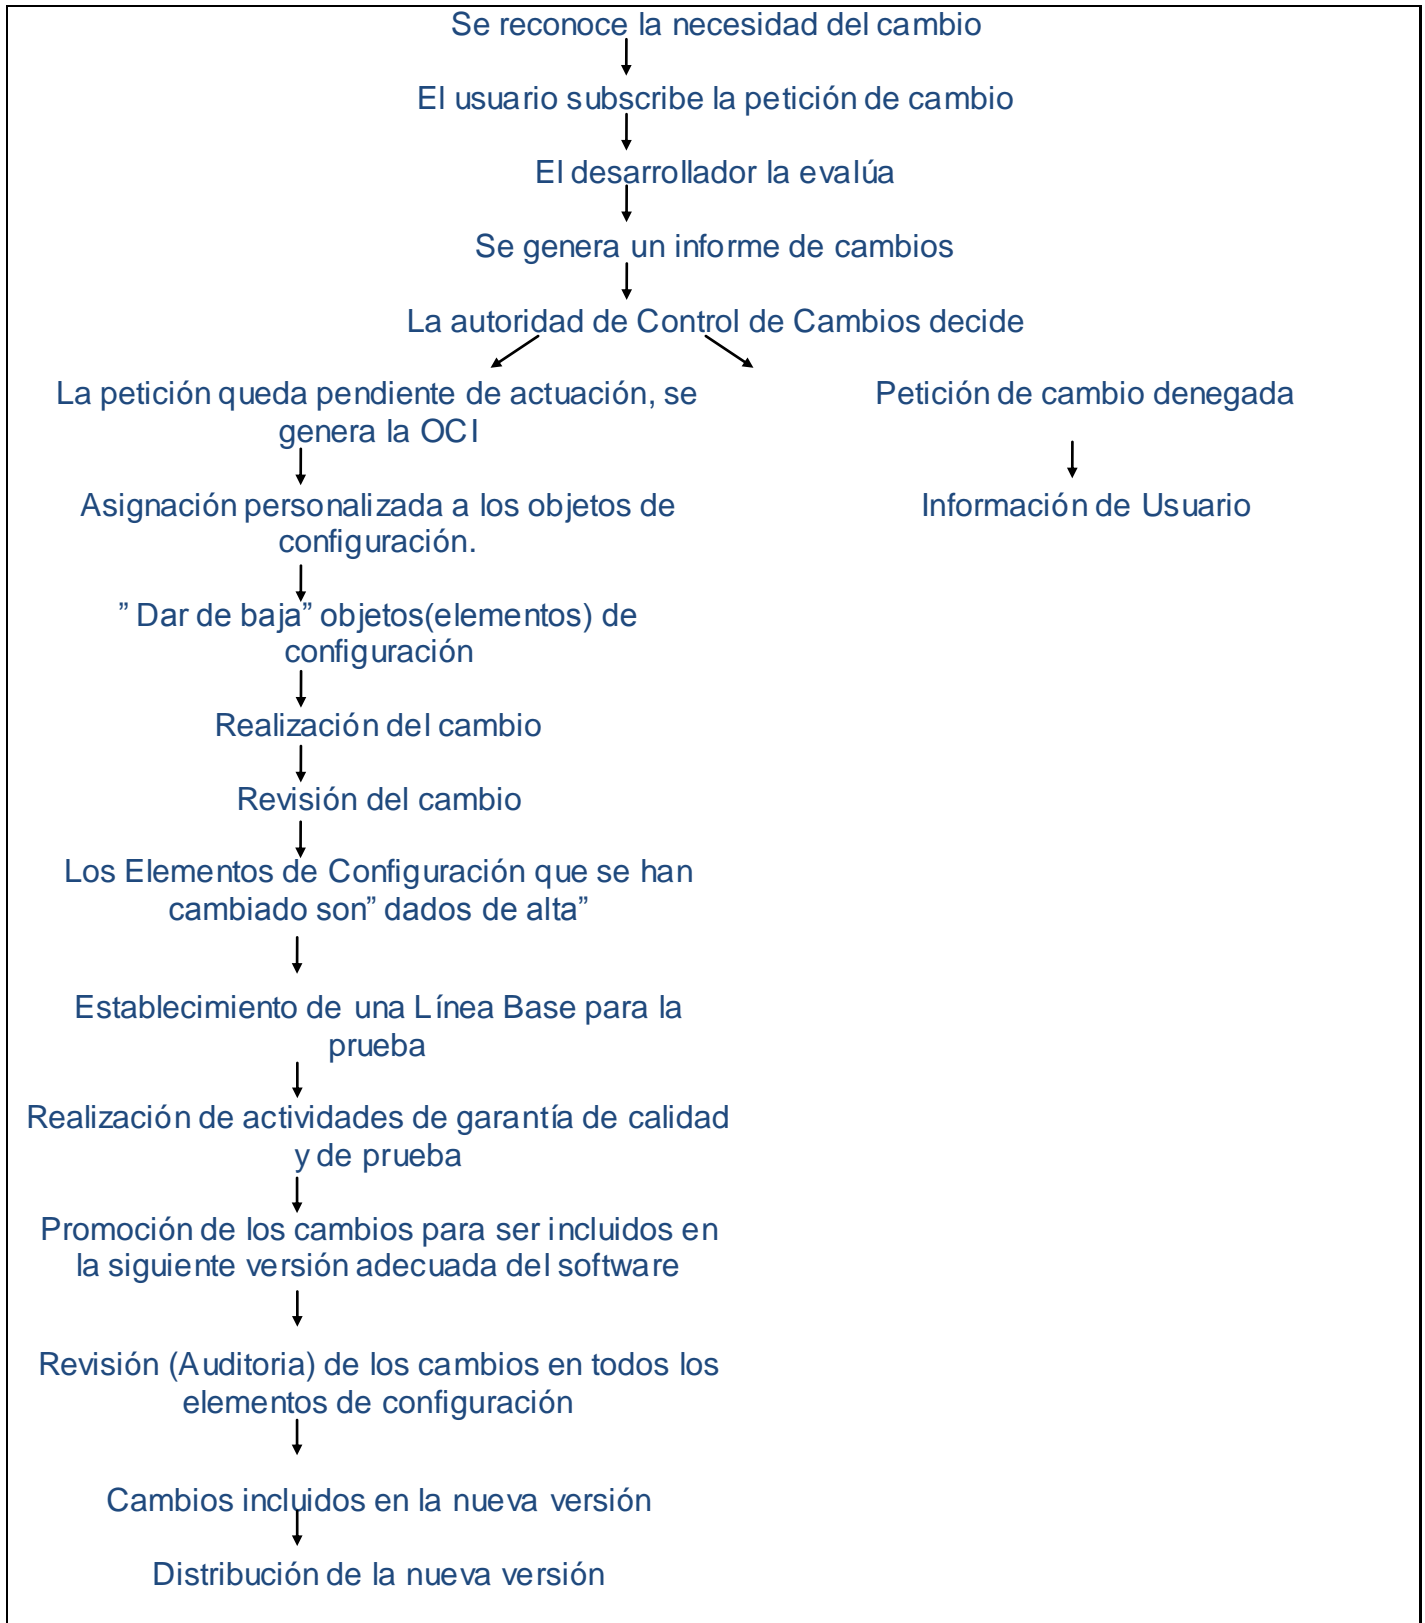 Se reconoce la necesidad del cambio
El usuario subscribe la petición de cambio
El desarrollador la evalúa
Se genera un informe de cambios
La autoridad de Control de Cambios decide
La petición queda pendiente de actuación, se
genera la OCI
Petición de cambio denegada
Asignación personalizada a los objetos de
configuración.
Información de Usuario
” Dar de baja” objetos(elementos) de
configuración
Realización del cambio
Revisión del cambio
Los Elementos de Configuración que se han
cambiado son” dados de alta”
Establecimiento de una Línea Base para la
prueba
Realización de actividades de garantía de calidad
y de prueba
Promoción de los cambios para ser incluidos en
la siguiente versión adecuada del software
Revisión (Auditoria) de los cambios en todos los
elementos de configuración
Cambios incluidos en la nueva versión
Distribución de la nueva versión